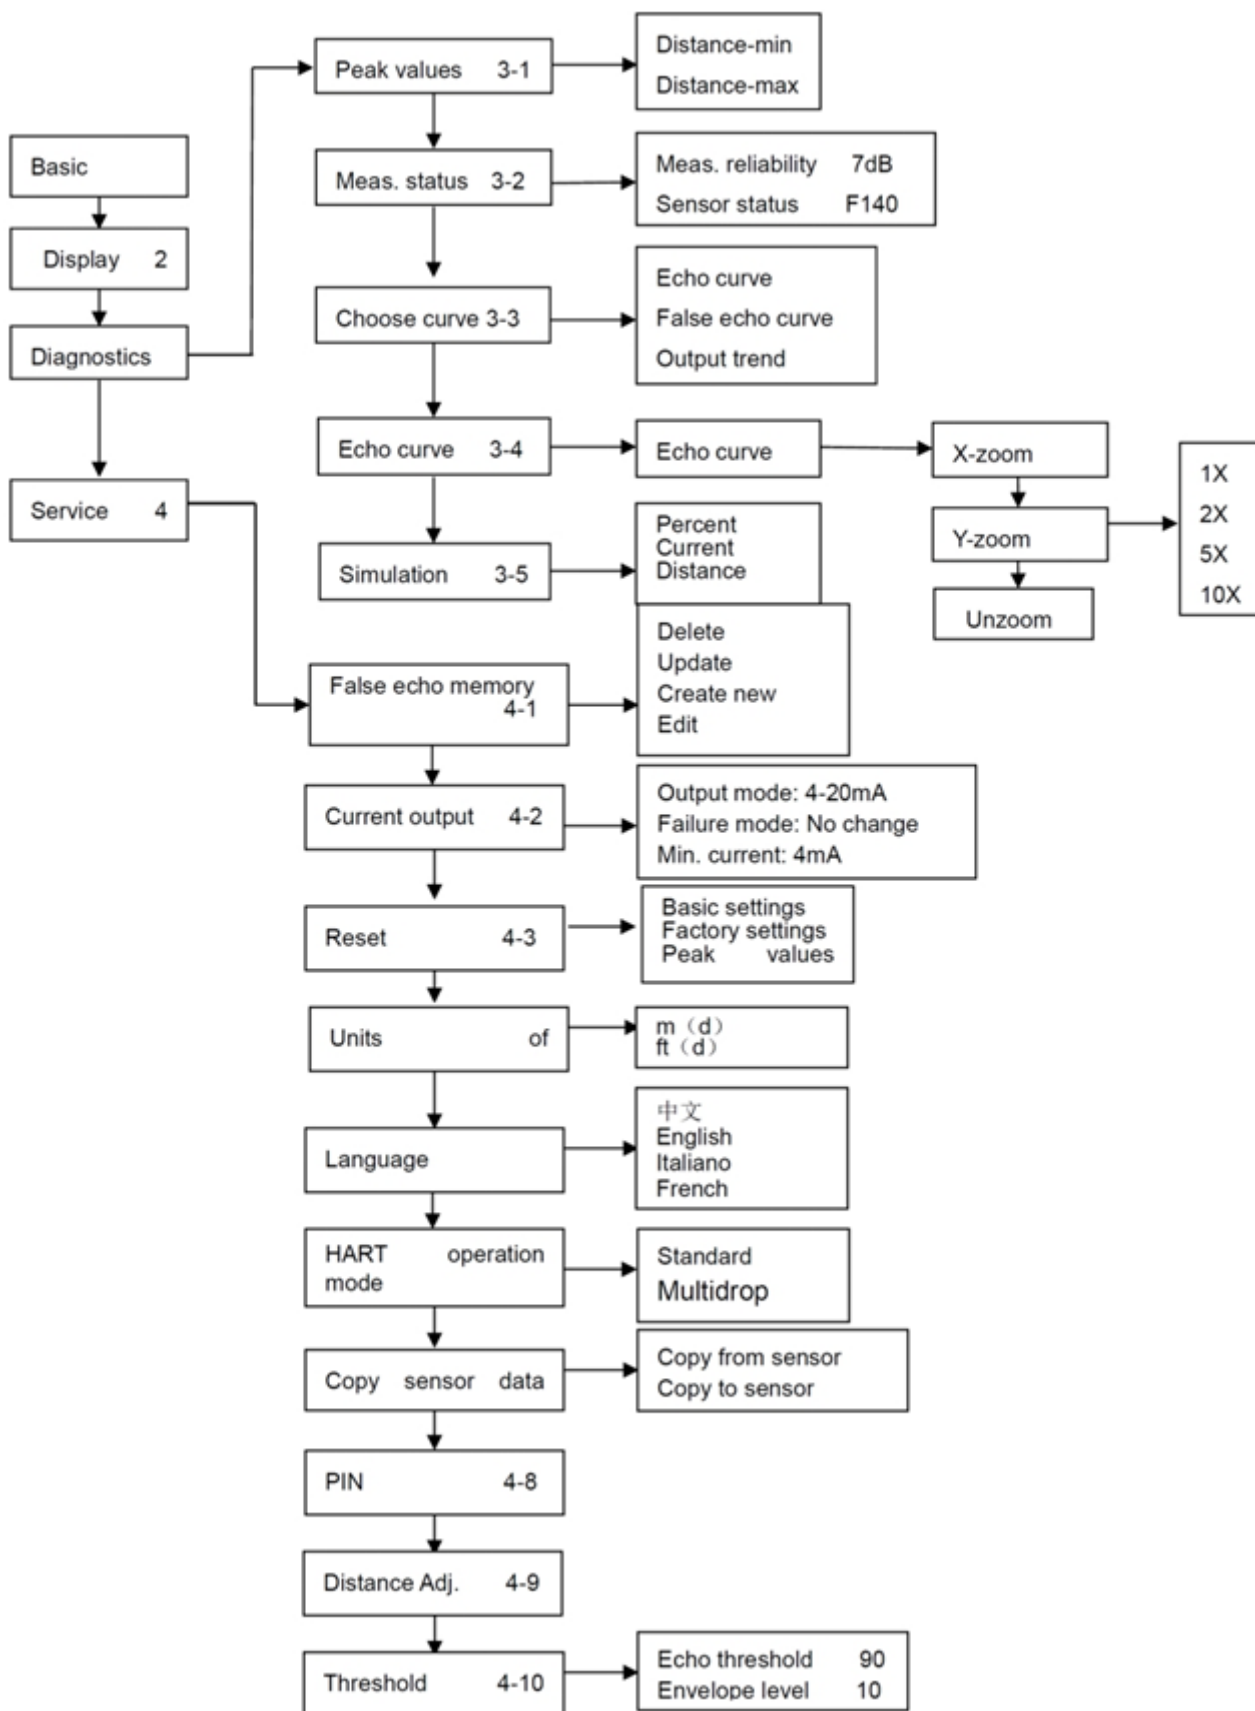 Basic
Display 2
Diagnostics
Service 4
Peak values 3-1
Distance-min
Distance-max
Meas. status 3-2
Meas. reliability 7dB
Sensor status F140
Choose curve 3-3
Echo curve
False echo curve
Output trend
Echo curve 3-4
Echo curve
X-zoom
Y-zoom
Unzoom
1X
2X
5X
10X
Simulation 3-5
Percent
Current
Distance
False echo memory
4-1
Delete
Update
Create new
Edit
Current output 4-2
Output mode: 4-20mA
Failure mode: No change
Min. current: 4mA
Reset 4-3
Basic settings
Factory settings
Peak values
Units of
m（d）
ft（d）
Language
中文
English
Italiano
French
HART operation
mode
Standard
Multidrop
Copy sensor data
Copy from sensor
Copy to sensor
PIN 4-8
Distance Adj. 4-9
Threshold 4-10
Echo threshold 90
Envelope level 10